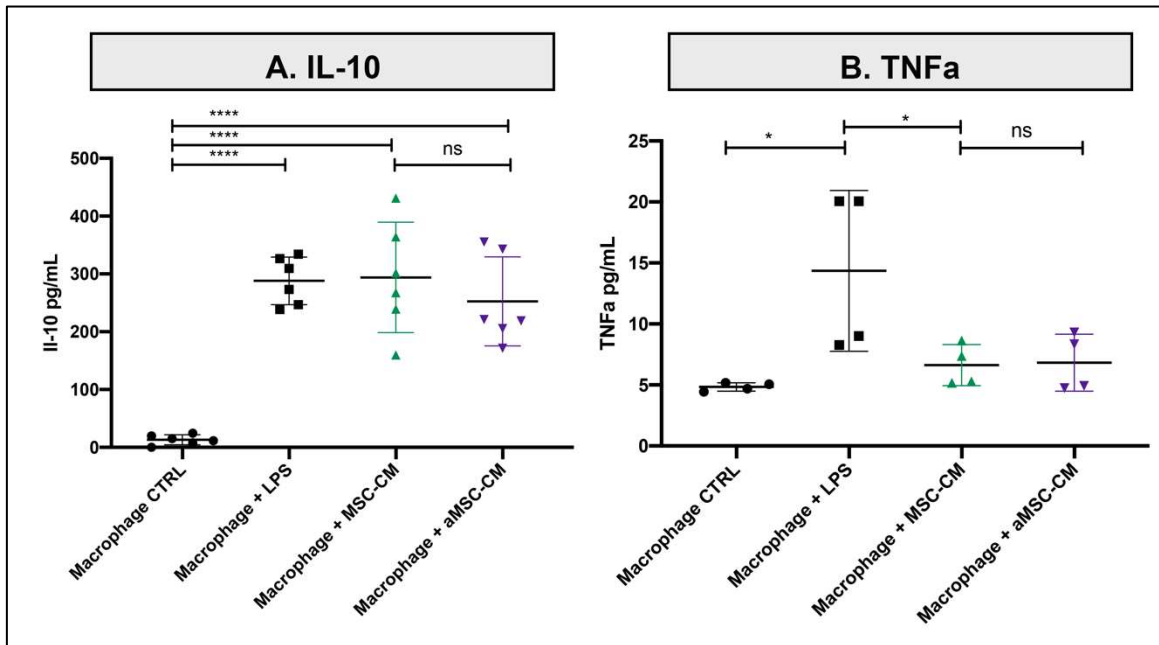 A. IL-10
****
****
****
ns
500
400
300
200
100
0
Il-10 pg/mL
Macrophage CTRL
Macrophage + LPS
Macrophage + MSC-CM
Macrophage + aMSC-CM
B. TNFa
*
*
ns
25
20
15
10
5
0
TNFa pg/mL
Macrophage CTRL
Macrophage + LPS
Macrophage + MSC-CM
Macrophage + aMSC-CM